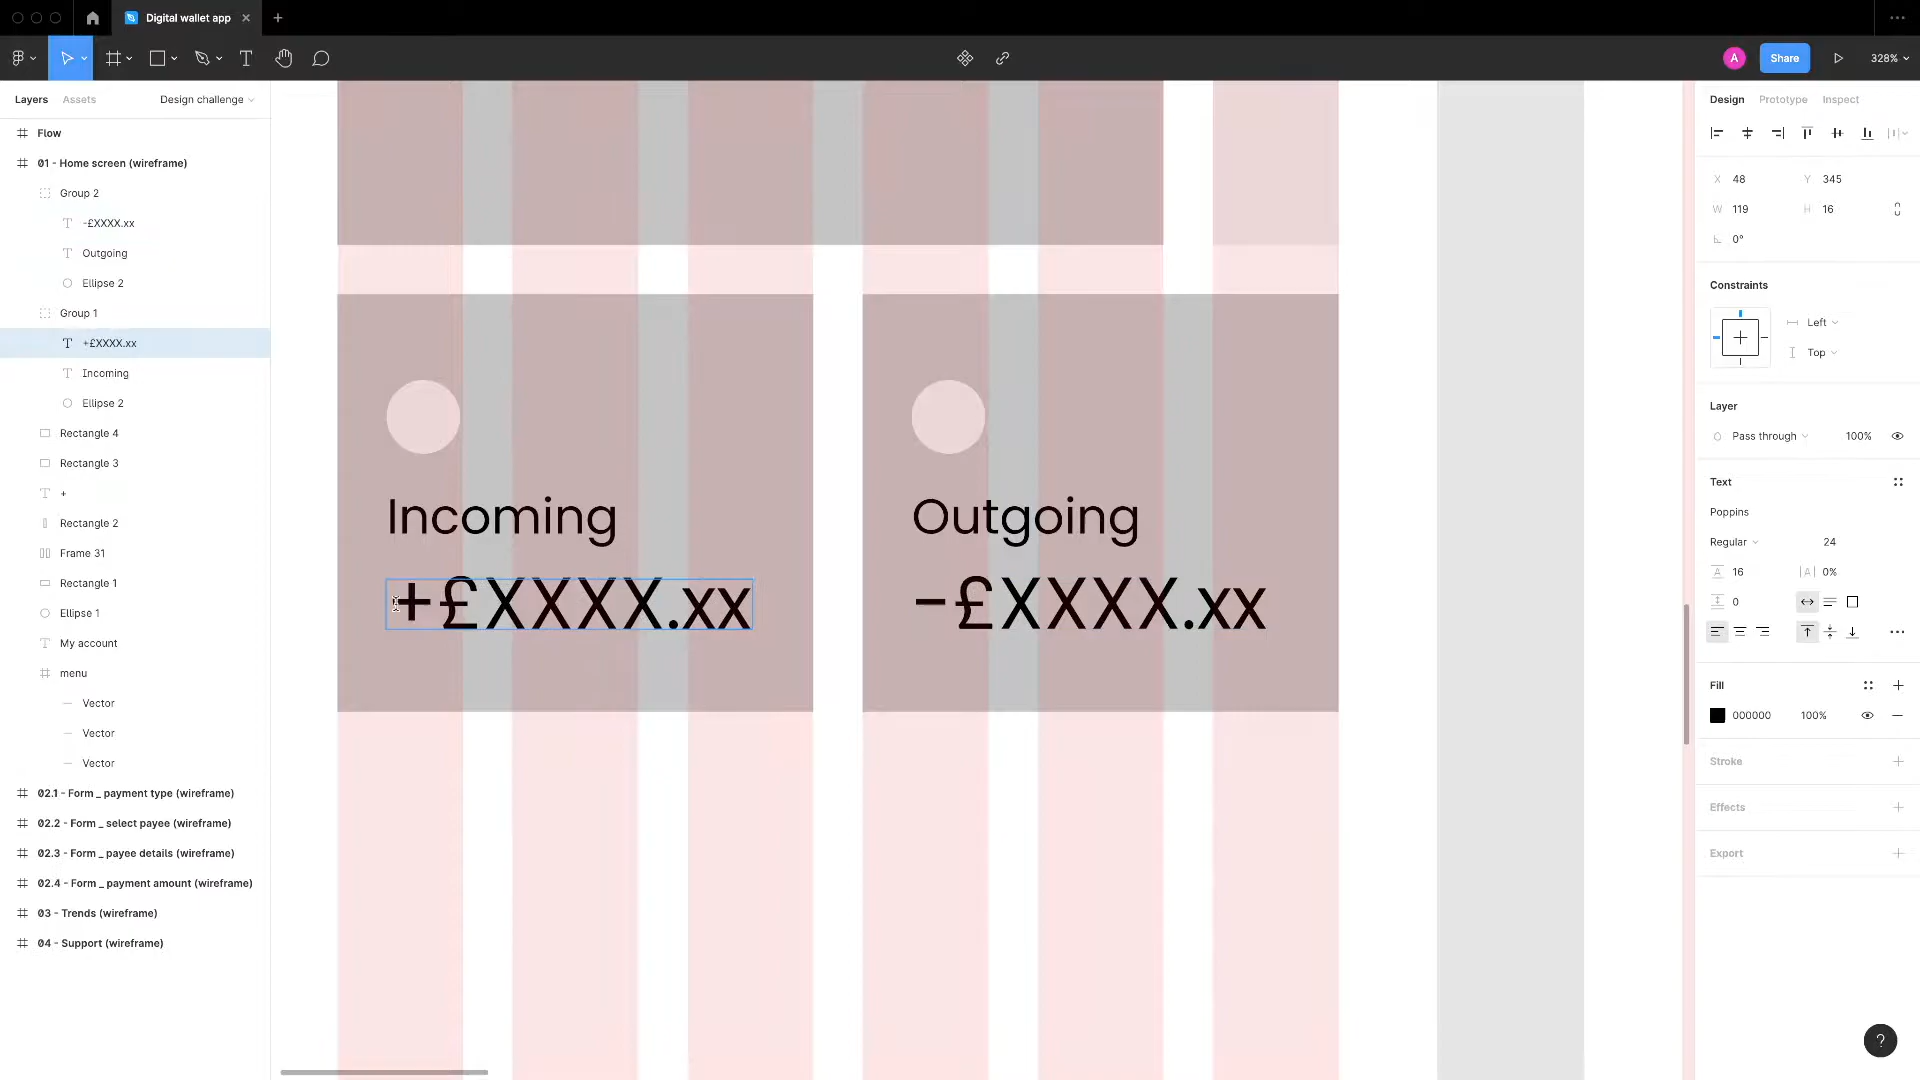 Digital wallet app
A
Share
328%
Layers
Assets
Design challenge
Flow
01 - Home screen (wireframe)
Group 2
-£XXXX.xx
Outgoing
Ellipse 2
Group 1
+£XXXX.xx
Incoming
Ellipse 2
Rectangle 4
Rectangle 3
+
Rectangle 2
Frame 31
Rectangle 1
Ellipse 1
My account
menu
Vector
Vector
Vector
02.1 - Form _ payment type (wireframe)
02.2 - Form _ select payee (wireframe)
02.3 - Form _ payee details (wireframe)
02.4 - Form _ payment amount (wireframe)
03 - Trends (wireframe)
04 - Support (wireframe)
Incoming
+£XXXX.xx
Outgoing
-£XXXX.xx
Design
Prototype
Inspect
X 48 Y 345
W 119 H 16
0°
Constraints
Left
Top
Layer
Pass through 100%
Text
Poppins
Regular 24
A 16 |A| 0%
0
Fill
000000 100%
Stroke
Effects
Export
?